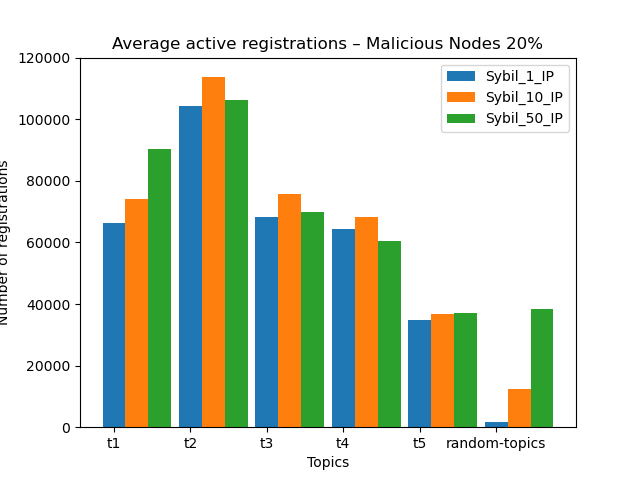 Average active registrations – Malicious Nodes 20%
120000
100000
80000
60000
40000
20000
0
Number of registrations
Sybil_1_IP
Sybil_10_IP
Sybil_50_IP
t1 t2 t3 t4 t5 random-topics
Topics